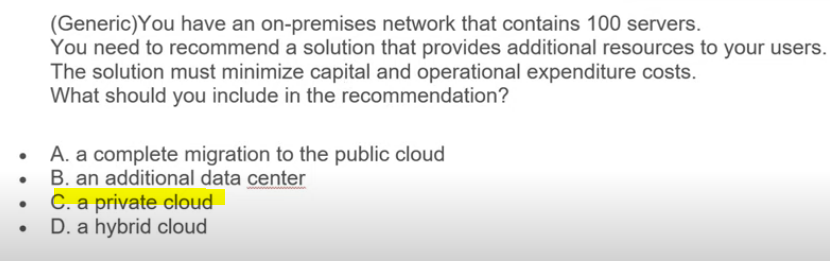 (Generic)You have an on-premises network that contains 100 servers.
You need to recommend a solution that provides additional resources to your users.
The solution must minimize capital and operational expenditure costs.
What should you include in the recommendation?
• A. a complete migration to the public cloud
• B. an additional data center
• C. a private cloud
• D. a hybrid cloud